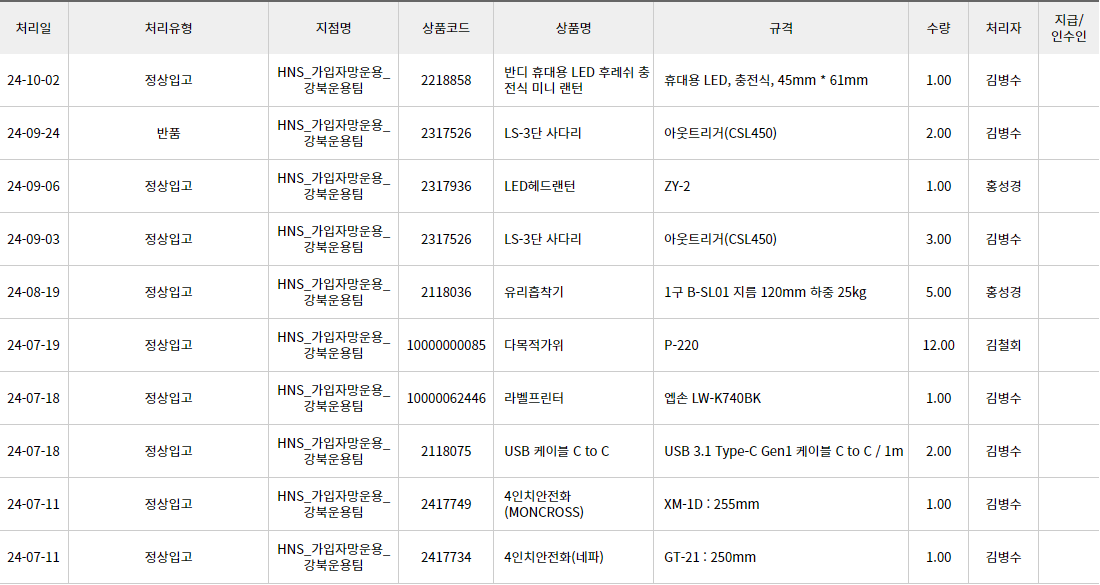 처리일 처리유형 지점명 상품코드 상품명 규격 수량 처리자 지급/
인수인
24-10-02 정상입고 HNS_가입자망운용_
강북운용팀 2218858 반디 휴대용 LED 후레쉬 충
전식 미니 랜턴 휴대용 LED, 충전식, 45mm * 61mm 1.00 김병수
24-09-24 반품 HNS_가입자망운용_
강북운용팀 2317526 LS-3단 사다리 아웃트리거(CSL450) 2.00 김병수
24-09-06 정상입고 HNS_가입자망운용_
강북운용팀 2317936 LED헤드랜턴 ZY-2 1.00 홍성경
24-09-03 정상입고 HNS_가입자망운용_
강북운용팀 2317526 LS-3단 사다리 아웃트리거(CSL450) 3.00 김병수
24-08-19 정상입고 HNS_가입자망운용_
강북운용팀 2118036 유리흡착기 1구 B-SL01 지름 120mm 하중 25kg 5.00 홍성경
24-07-19 정상입고 HNS_가입자망운용_
강북운용팀 10000000085 다목적가위 P-220 12.00 김철회
24-07-18 정상입고 HNS_가입자망운용_
강북운용팀 10000062446 라벨프린터 엡손 LW-K740BK 1.00 김병수
24-07-18 정상입고 HNS_가입자망운용_
강북운용팀 2118075 USB 케이블 C to C USB 3.1 Type-C Gen1 케이블 C to C / 1m 2.00 김병수
24-07-11 정상입고 HNS_가입자망운용_
강북운용팀 2417749 4인치안전화
(MONCROSS) XM-1D : 255mm 1.00 김병수
24-07-11 정상입고 HNS_가입자망운용_
강북운용팀 2417734 4인치안전화(네파) GT-21 : 250mm 1.00 김병수